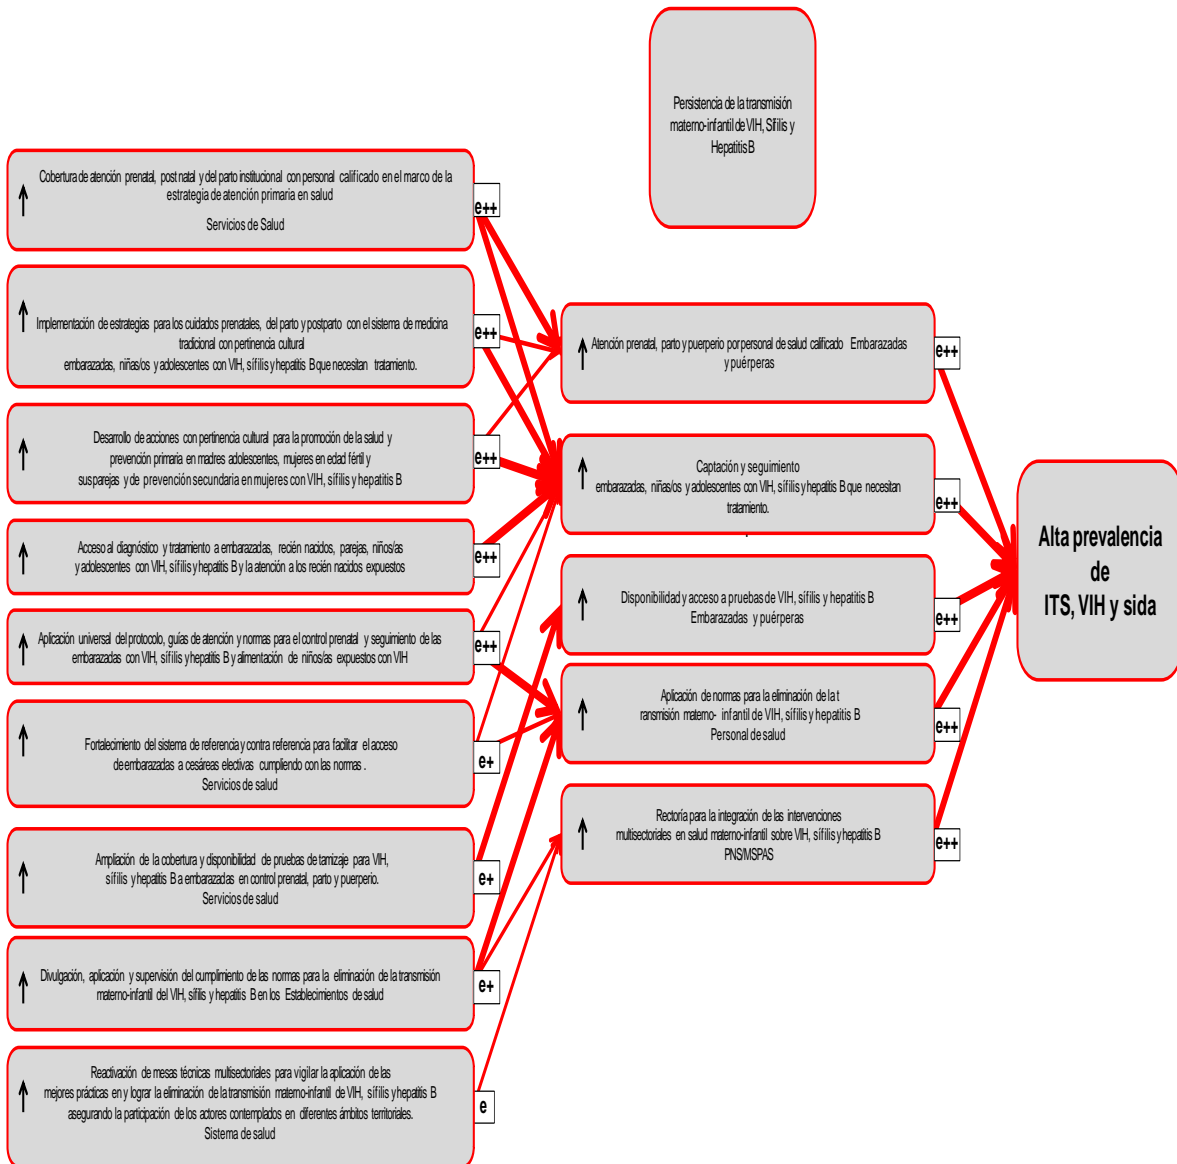 Persistencia de la transmisión
materno-infantil de VIH, Sífilis y
Hepatitis B
Cobertura de atención prenatal, post natal y del parto institucional con personal calificado en el marco de la
estrategia de atención primaria en salud
Servicios de Salud
e++
Implementación de estrategias para los cuidados prenatales, del parto y postparto con el sistema de medicina
tradicional con pertinencia cultural
embarazadas, niñas/os y adolescentes con VIH, sífilis y hepatitis B que necesitan tratamiento.
e++
Desarrollo de acciones con pertinencia cultural para la promoción de la salud y
prevención primaria en madres adolescentes, mujeres en edad fértil y
sus parejas y de prevención secundaria en mujeres con VIH, sífilis y hepatitis B
e++
Acceso al diagnóstico y tratamiento a embarazadas, recién nacidos, parejas, niños/as
y adolescentes con VIH, sífilis y hepatitis B y la atención a los recién nacidos expuestos
e++
Aplicación universal del protocolo, guías de atención y normas para el control prenatal y seguimiento de las
embarazadas con VIH, sífilis y hepatitis B y alimentación de niños/as expuestos con VIH
e++
Fortalecimiento del sistema de referencia y contra referencia para facilitar el acceso
de embarazadas a cesáreas electivas cumpliendo con las normas .
Servicios de salud
e+
Ampliación de la cobertura y disponibilidad de pruebas de tamizaje para VIH,
sífilis y hepatitis B a embarazadas en control prenatal, parto y puerperio.
Servicios de salud
e+
Divulgación, aplicación y supervisión del cumplimiento de las normas para la eliminación de la transmisión
materno-infantil del VIH, sífilis y hepatitis B en los Establecimientos de salud
e+
Reactivación de mesas técnicas multisectoriales para vigilar la aplicación de las
mejores prácticas en y lograr la eliminación de la transmisión materno-infantil de VIH, sífilis y hepatitis B
asegurando la participación de los actores contemplados en diferentes ámbitos territoriales.
Sistema de salud
e
Atención prenatal, parto y puerperio por personal de salud calificado Embarazadas
y puérperas
e++
Captación y seguimiento
embarazadas, niñas/os y adolescentes con VIH, sífilis y hepatitis B que necesitan
tratamiento.
e++
Disponibilidad y acceso a pruebas de VIH, sífilis y hepatitis B
Embarazadas y puérperas
e++
Aplicación de normas para la eliminación de la t
ransmisión materno- infantil de VIH, sífilis y hepatitis B
Personal de salud
e++
Rectoría para la integración de las intervenciones
multisectoriales en salud materno-infantil sobre VIH, sífilis y hepatitis B
PNS/MSPAS
e++
Alta prevalencia
de
ITS, VIH y sida